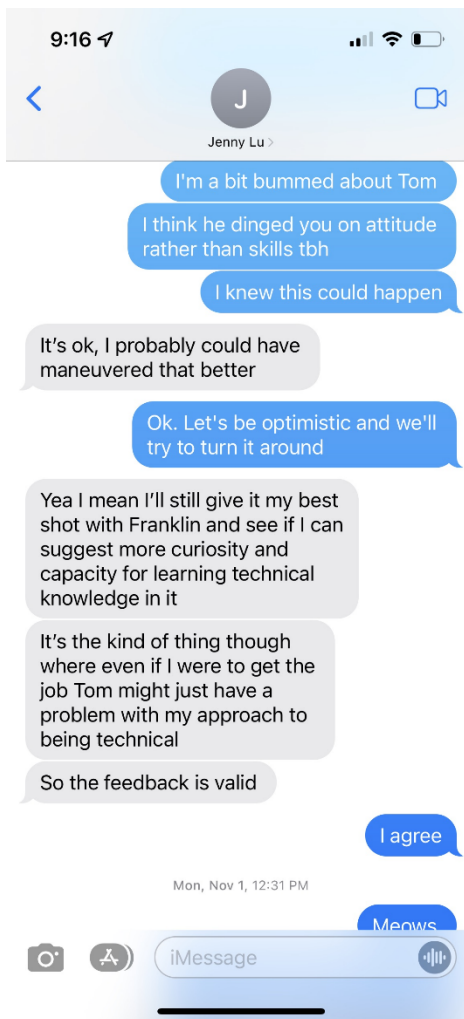 9:16
J
Jenny Lu
I'm a bit bummed about Tom
I think he dinged you on attitude
rather than skills tbh
I knew this could happen
It’s ok, I probably could have
maneuvered that better
Ok. Let's be optimistic and we'll
try to turn it around
Yea I mean I’ll still give it my best
shot with Franklin and see if I can
suggest more curiosity and
capacity for learning technical
knowledge in it
It’s the kind of thing though
where even if I were to get the
job Tom might just have a
problem with my approach to
being technical
So the feedback is valid
I agree
Mon, Nov 1, 12:31 PM
Meows
iMessage